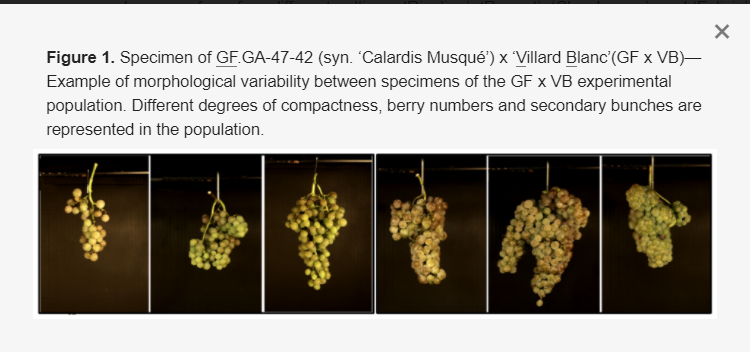 Figure 1. Specimen of GF.GA-47-42 (syn. ‘Calardis Musqué’) x ‘Villard Blanc’(GF x VB)—
Example of morphological variability between specimens of the GF x VB experimental
population. Different degrees of compactness, berry numbers and secondary bunches are
represented in the population.